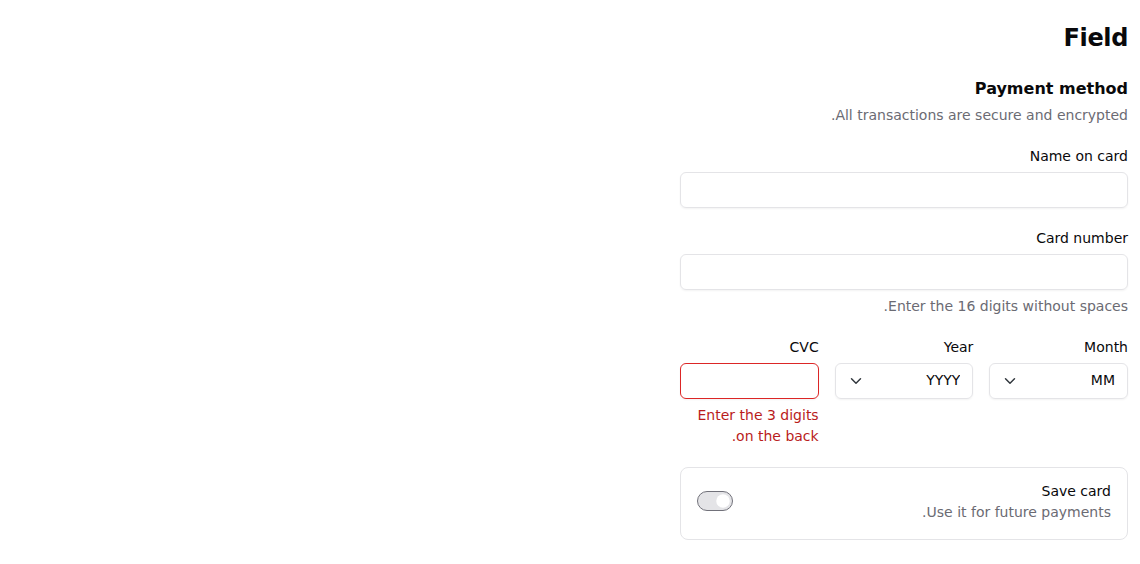 Field
Payment method
.All transactions are secure and encrypted
Name on card
Card number
.Enter the 16 digits without spaces
Month
Year
CVC
MM
YYYY
Enter the 3 digits
.on the back
Save card
.Use it for future payments